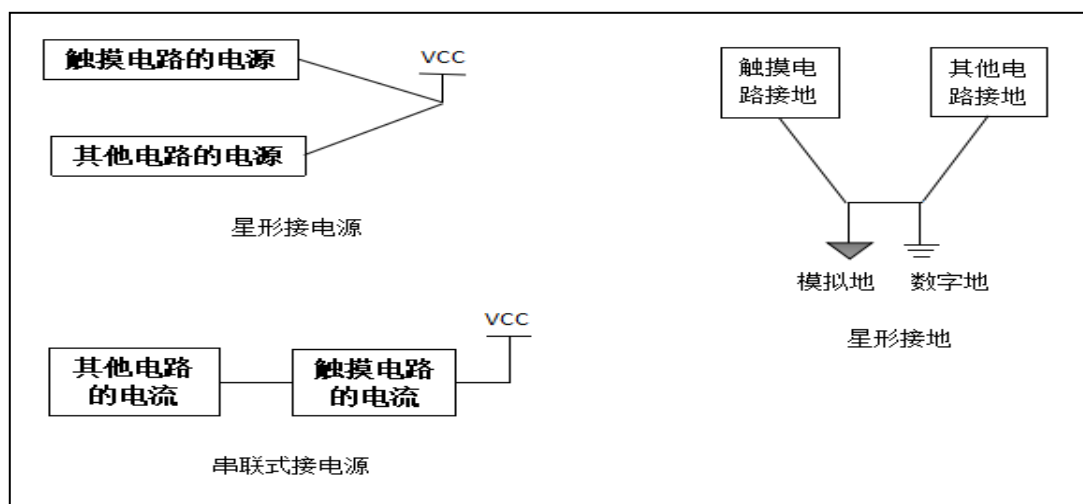 触摸电路的电源
VCC
其他电路的电源
星形接电源
触摸电
路接地
其他电
路接地
模拟地
数字地
星形接地
VCC
其他电路
的电流
触摸电路
的电流
串联式接电源